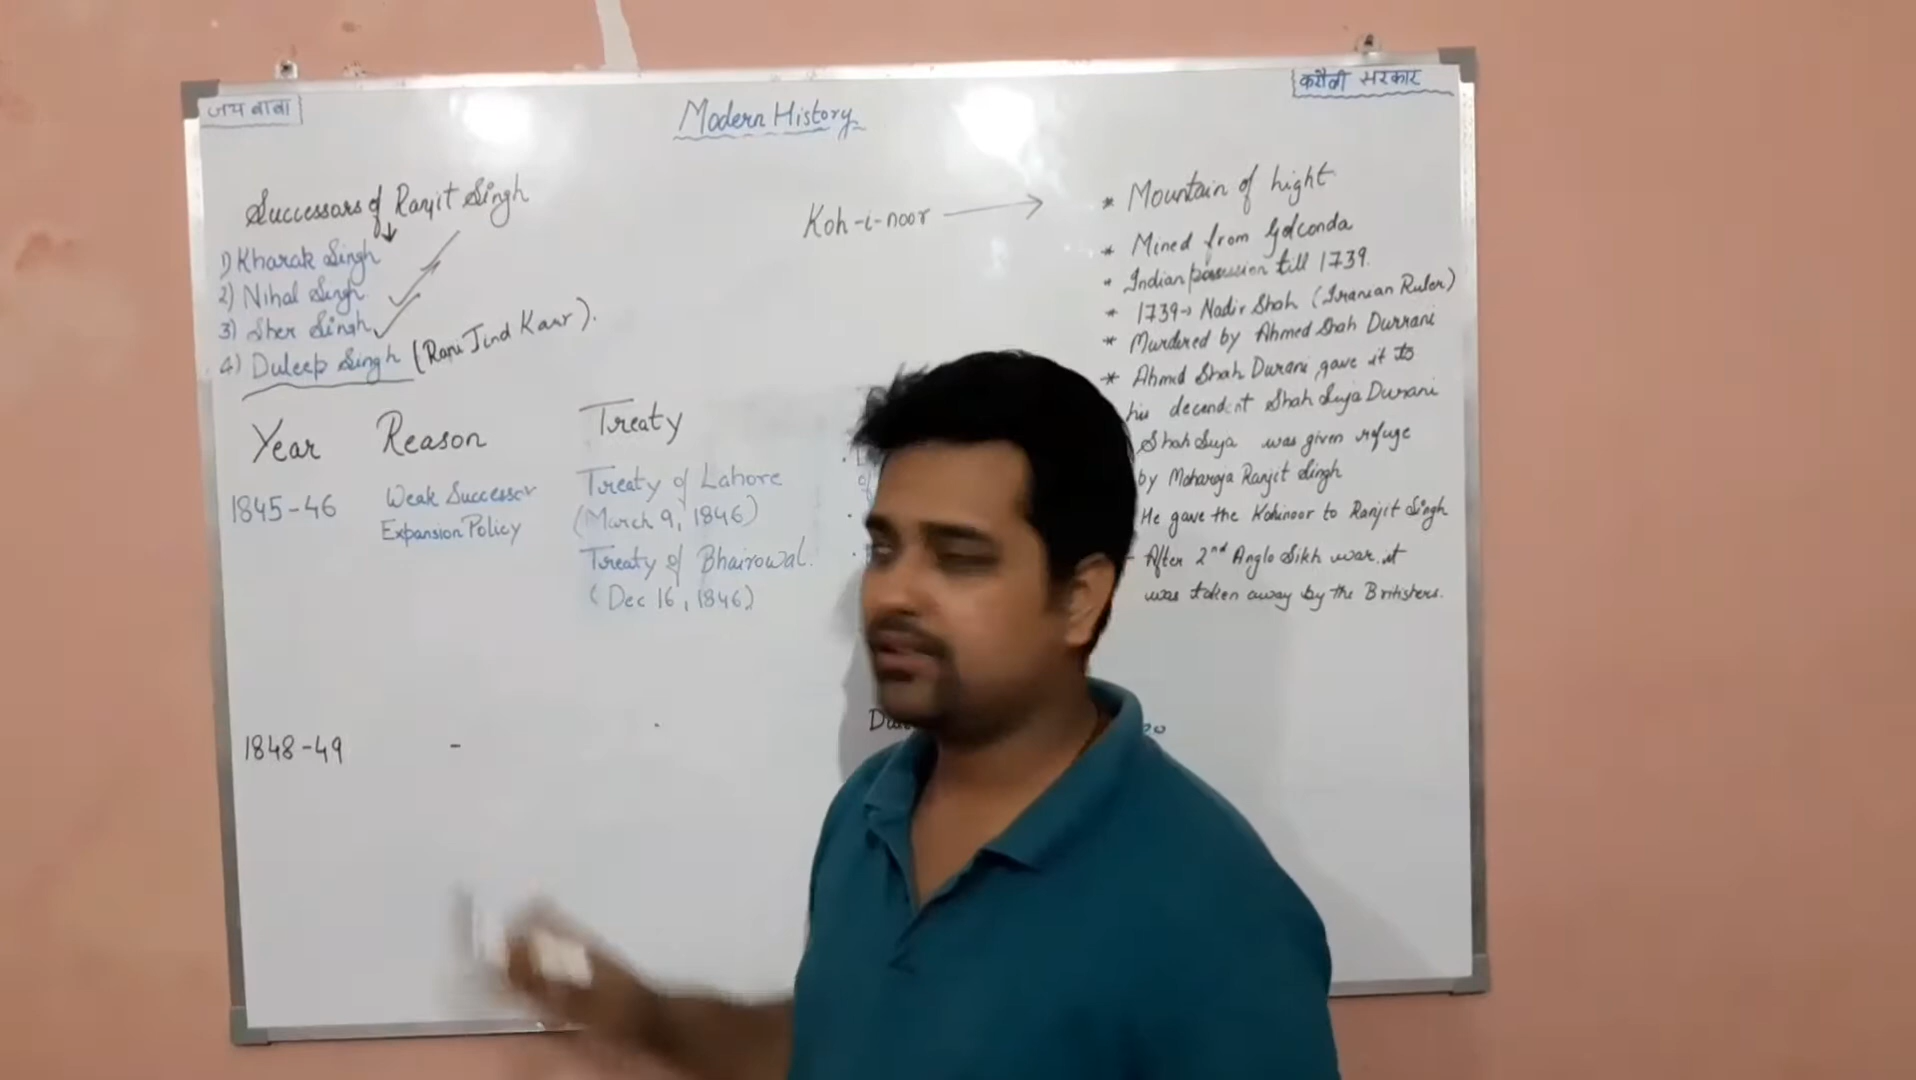 जय बाबा
करौली सरकार
Modern History
Successors of Ranjit Singh
1) Kharak Singh
2) Nihal Singh
3) Sher Singh
4) Duleep Singh (Rani Jind Kaur).
Year Reason Treaty
1845-46 Weak Successor
Expansion Policy
Treaty of Lahore
(March 9, 1846)
Treaty of Bhairowal.
(Dec 16, 1846)
1848-49 -
Koh-i-noor
* Mountain of hight
* Mined from Golconda
* Indian possession till 1739.
* 1739→ Nadir Shah (Iranian Ruler)
* Murdered by Ahmed Shah Durrani
* Ahmd Shah Durani gave it to
his decendent Shah Suja Durrani
Shah Suja was given refuge
by Maharaja Ranjit Singh
He gave the Kohinoor to Ranjit Singh
- After 2nd Anglo Sikh war it
was taken away by the Britishers.